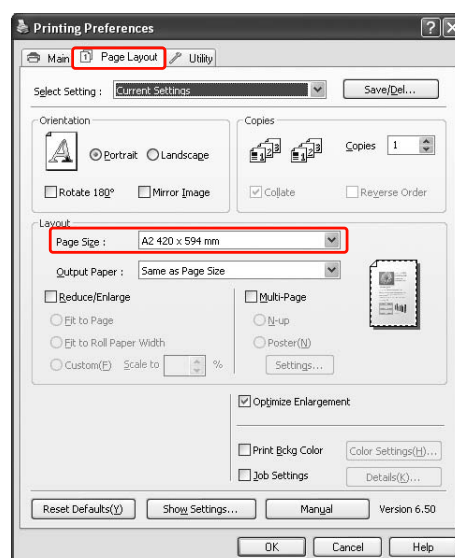 Printing Preferences
Main Page Layout Utility
Select Setting : Current Settings Save/Del...
Orientation
Portrait Landscape
Rotate 180° Mirror Image
Copies
Copies 1
Collate Reverse Order
Layout
Page Size : A2 420 x 594 mm
Output Paper : Same as Page Size
Reduce/Enlarge
Fit to Page
Fit to Roll Paper Width
Custom(F) Scale to %
Multi-Page
N-up
Poster(N)
Settings...
Optimize Enlargement
Print Bckg Color Color Settings(H)...
Job Settings Details(K)...
Reset Defaults(Y) Show Settings... Manual Version 6.50
OK Cancel Help